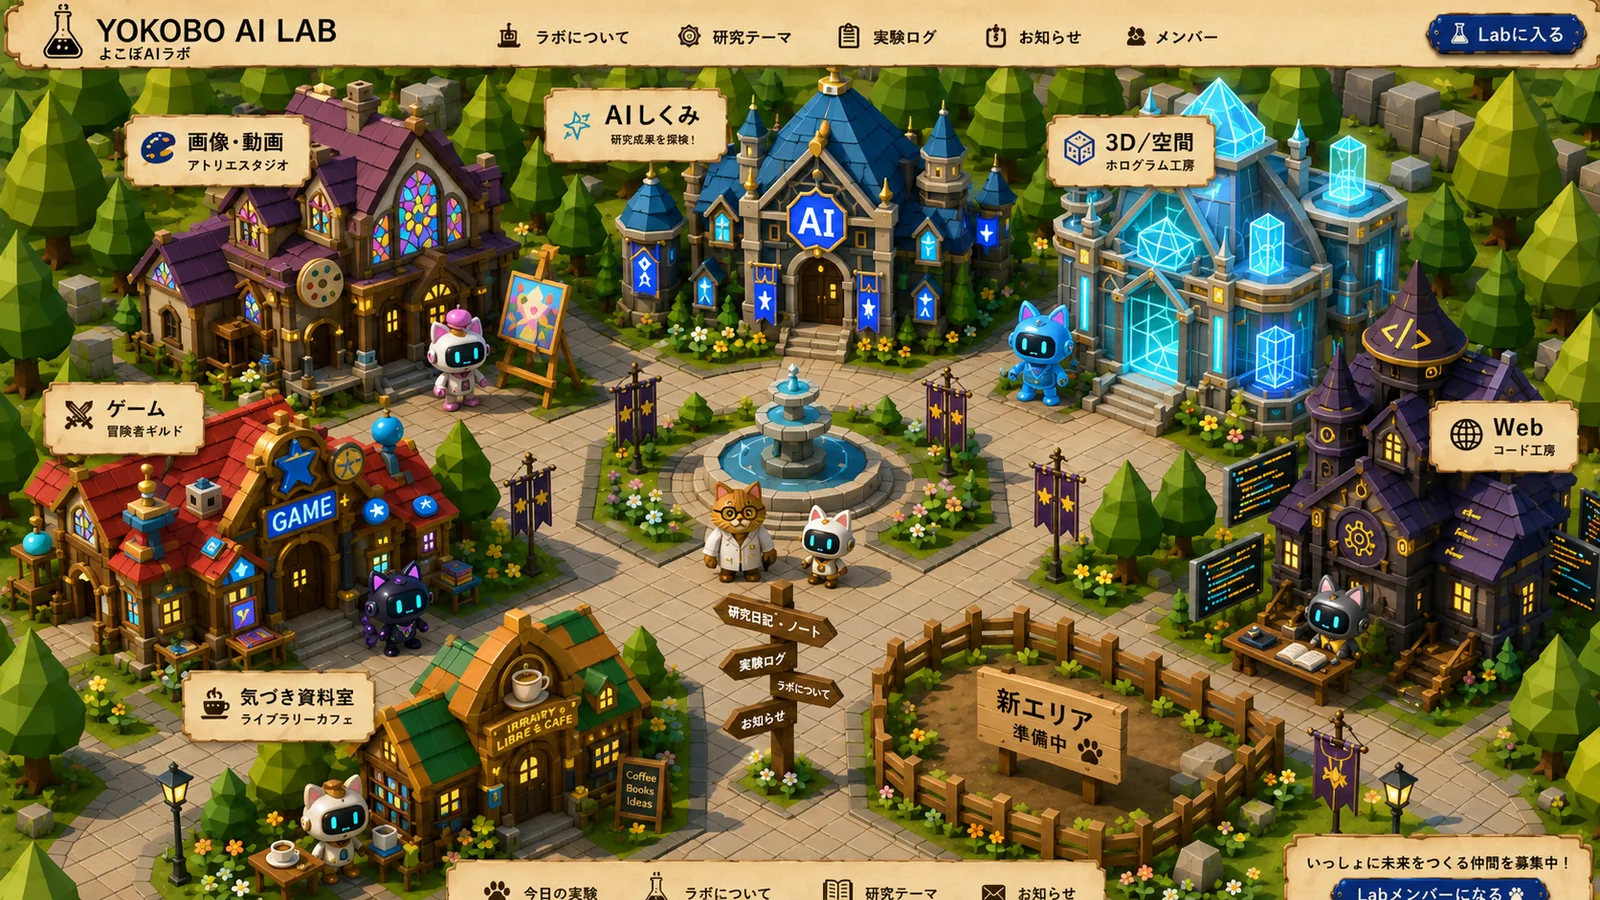 YOKOBO AI LAB
よこぼAIラボ
ラボについて
研究テーマ
実験ログ
お知らせ
メンバー
Labに入る
画像・動画
アトリエスタジオ
AIしくみ
研究成果を探検!
3D/空間
ホログラム工房
AI
</>
ゲーム
冒険者ギルド
Web
コード工房
GAME
研究日記・ノート
実験ログ
ラボについて
お知らせ
新エリア
準備中
気づき資料室
ライブラリーカフェ
LIBRE & CAFE
Coffee
Books
Ideas
いっしょに未来をつくる仲間を募集中!
Labメンバーになる
今日の実験
ラボについて
研究テーマ
お知らせ